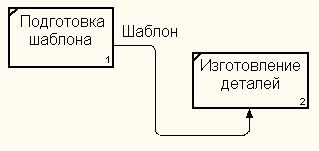 Подготовка
шаблона
1
Шаблон
Изготовление
деталей
2